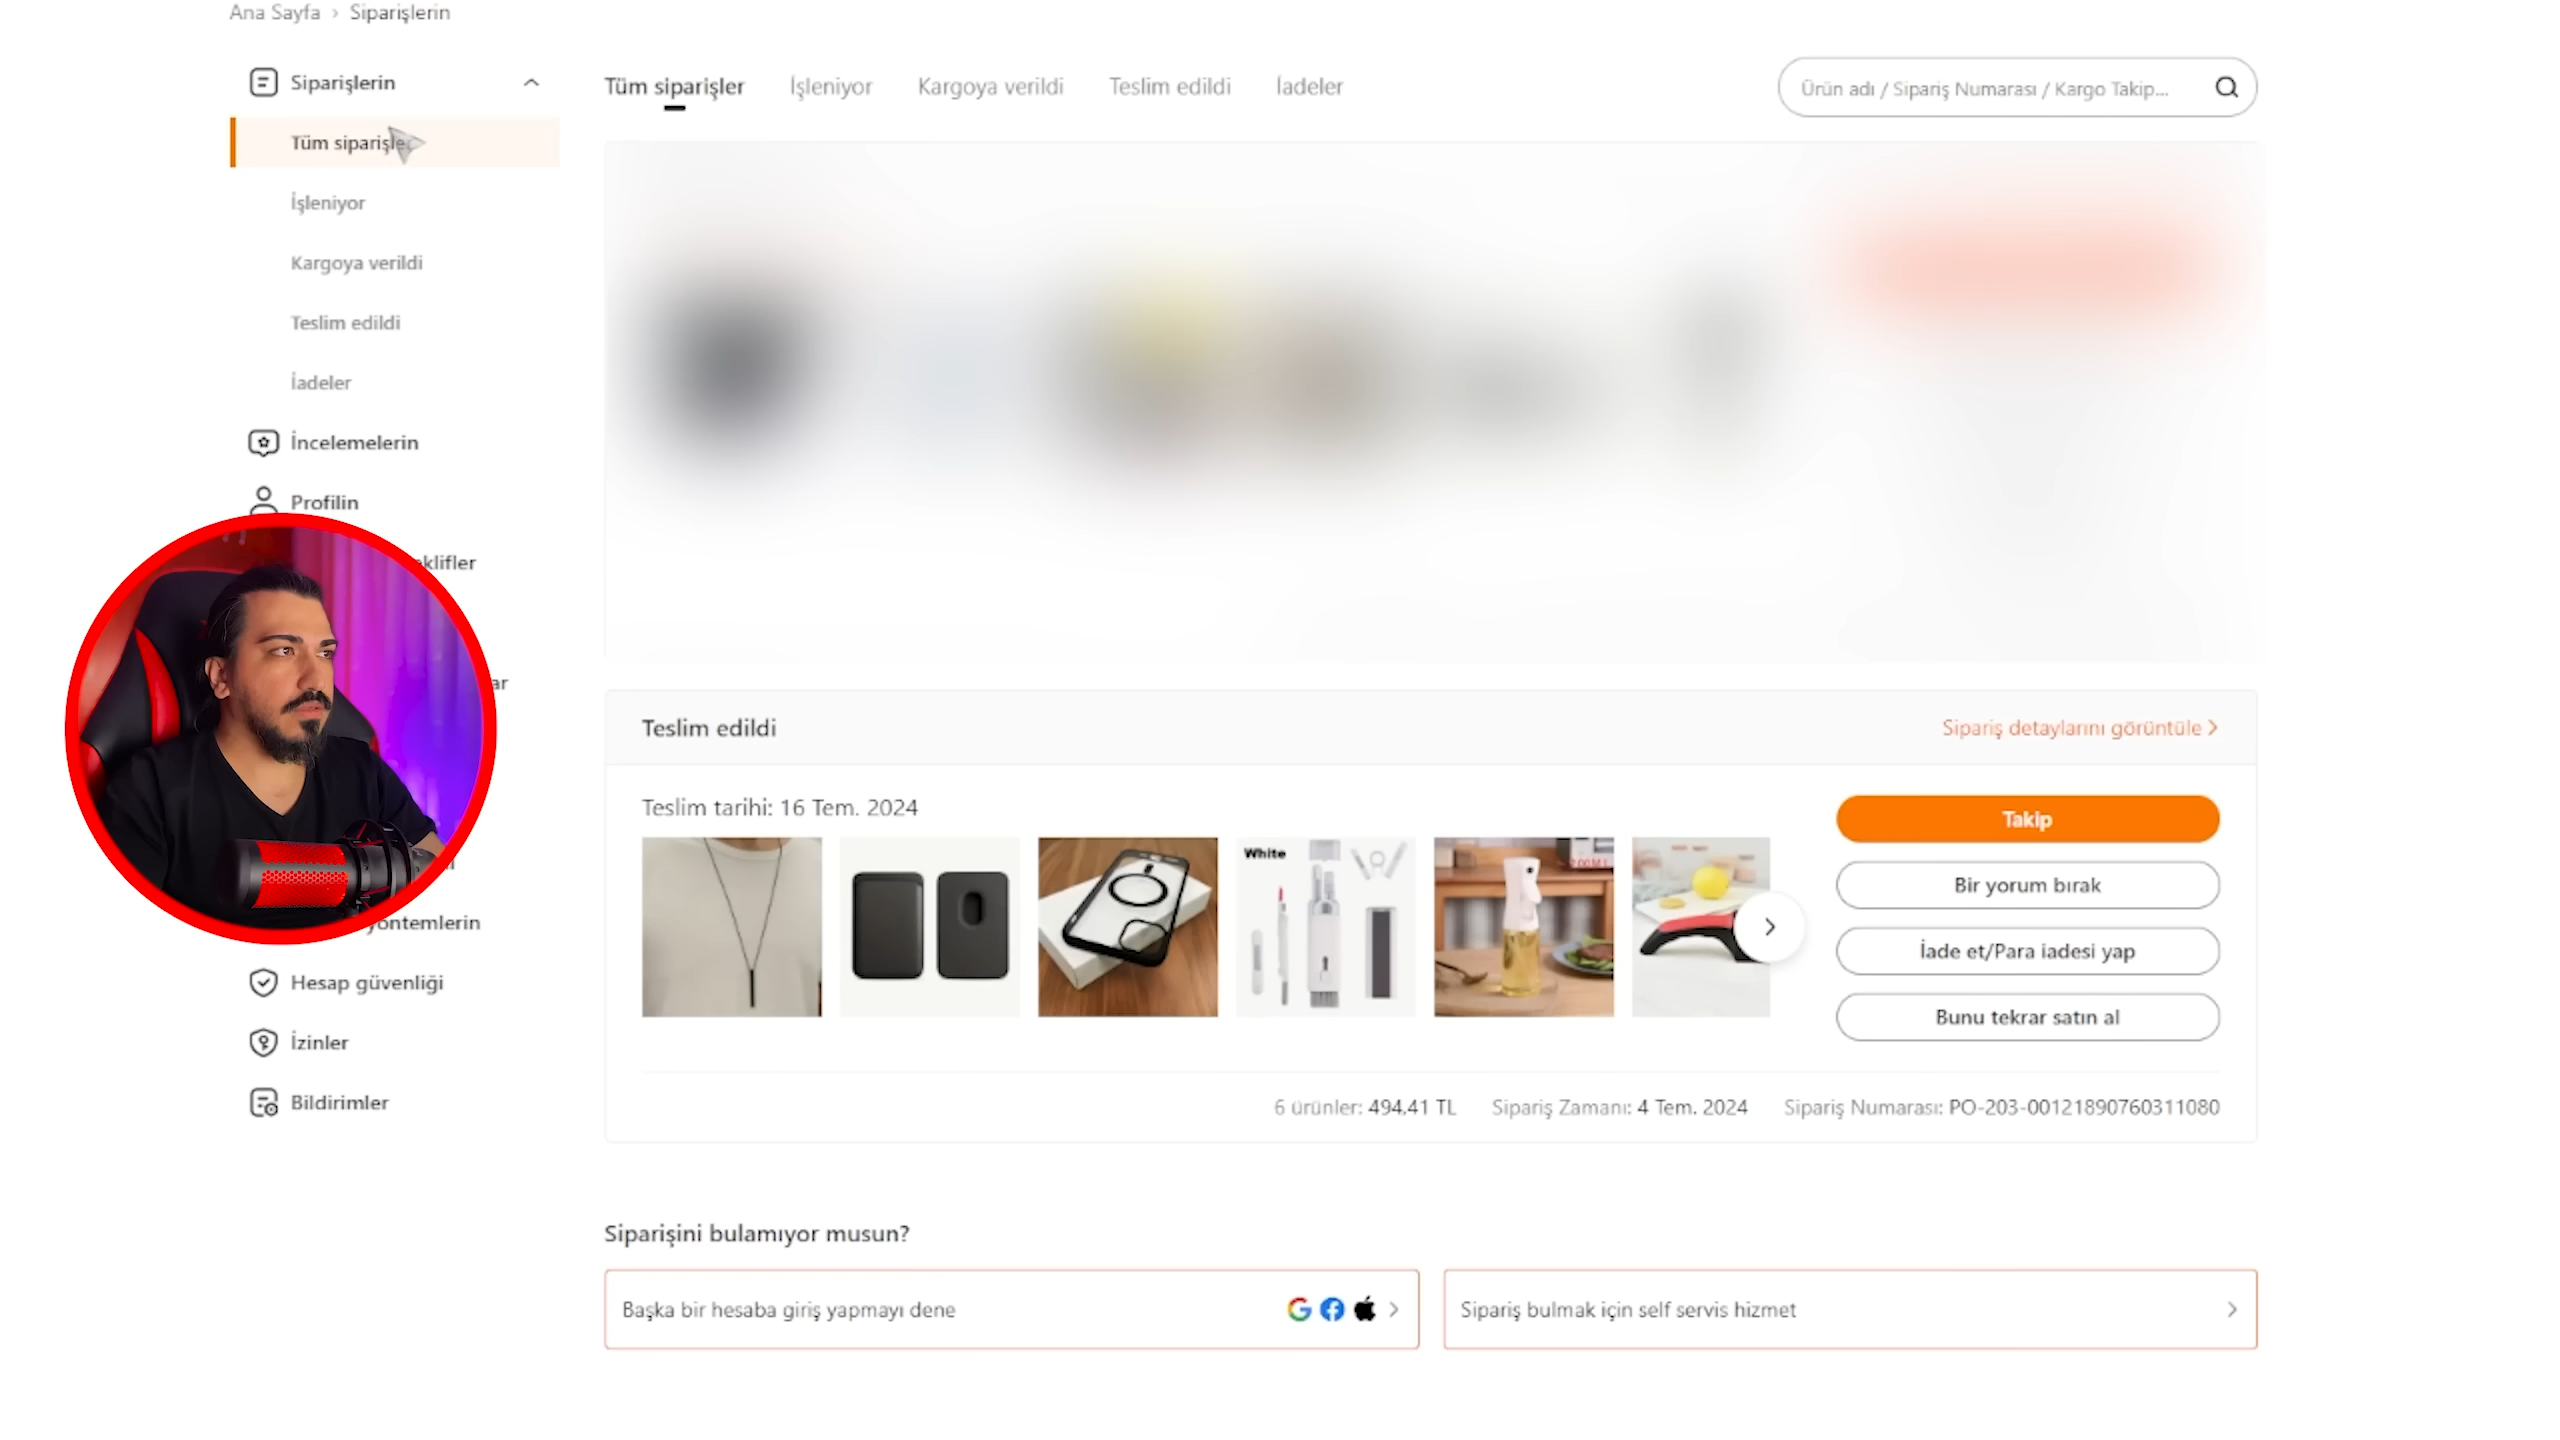 Ana Sayfa › Siparişlerin
Siparişlerin
Tüm siparişler
İşleniyor
Kargoya verildi
Teslim edildi
İadeler
İncelemelerin
Profilin
Hesap güvenliği
İzinler
Bildirimler
Tüm siparişler İşleniyor Kargoya verildi Teslim edildi İadeler
Ürün adı / Sipariş Numarası / Kargo Takip...
Teslim edildi
Sipariş detaylarını görüntüle >
Teslim tarihi: 16 Tem. 2024
White
Takip
Bir yorum bırak
İade et/Para iadesi yap
Bunu tekrar satın al
6 ürünler: 494,41 TL Sipariş Zamanı: 4 Tem. 2024 Sipariş Numarası: PO-203-00121890760311080
Siparişini bulamıyor musun?
Başka bir hesaba giriş yapmayı dene
Sipariş bulmak için self servis hizmet